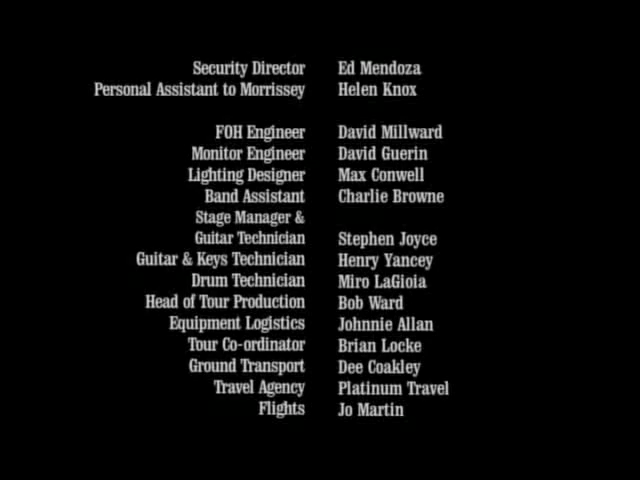 Security Director Ed Mendoza
Personal Assistant to Morrissey Helen Knox
FOH Engineer David Millward
Monitor Engineer David Guerin
Lighting Designer Max Conwell
Band Assistant Charlie Browne
Stage Manager &
Guitar Technician Stephen Joyce
Guitar & Keys Technician Henry Yancey
Drum Technician Miro LaGioia
Head of Tour Production Bob Ward
Equipment Logistics Johnnie Allan
Tour Co-ordinator Brian Locke
Ground Transport Dee Coakley
Travel Agency Platinum Travel
Flights Jo Martin